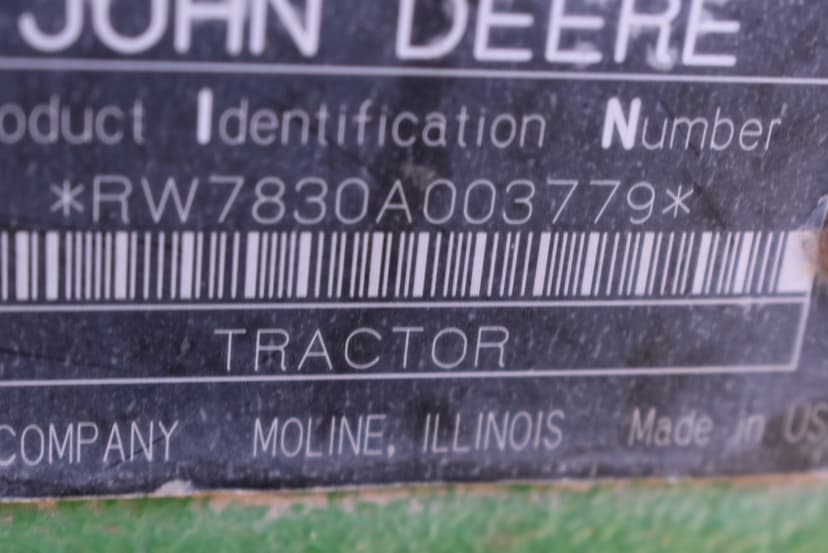 JOHN DEERE
oduct Identification Number
*RW7830A003779*
TRACTOR
COMPANY MOLINE, ILLINOIS Made in US